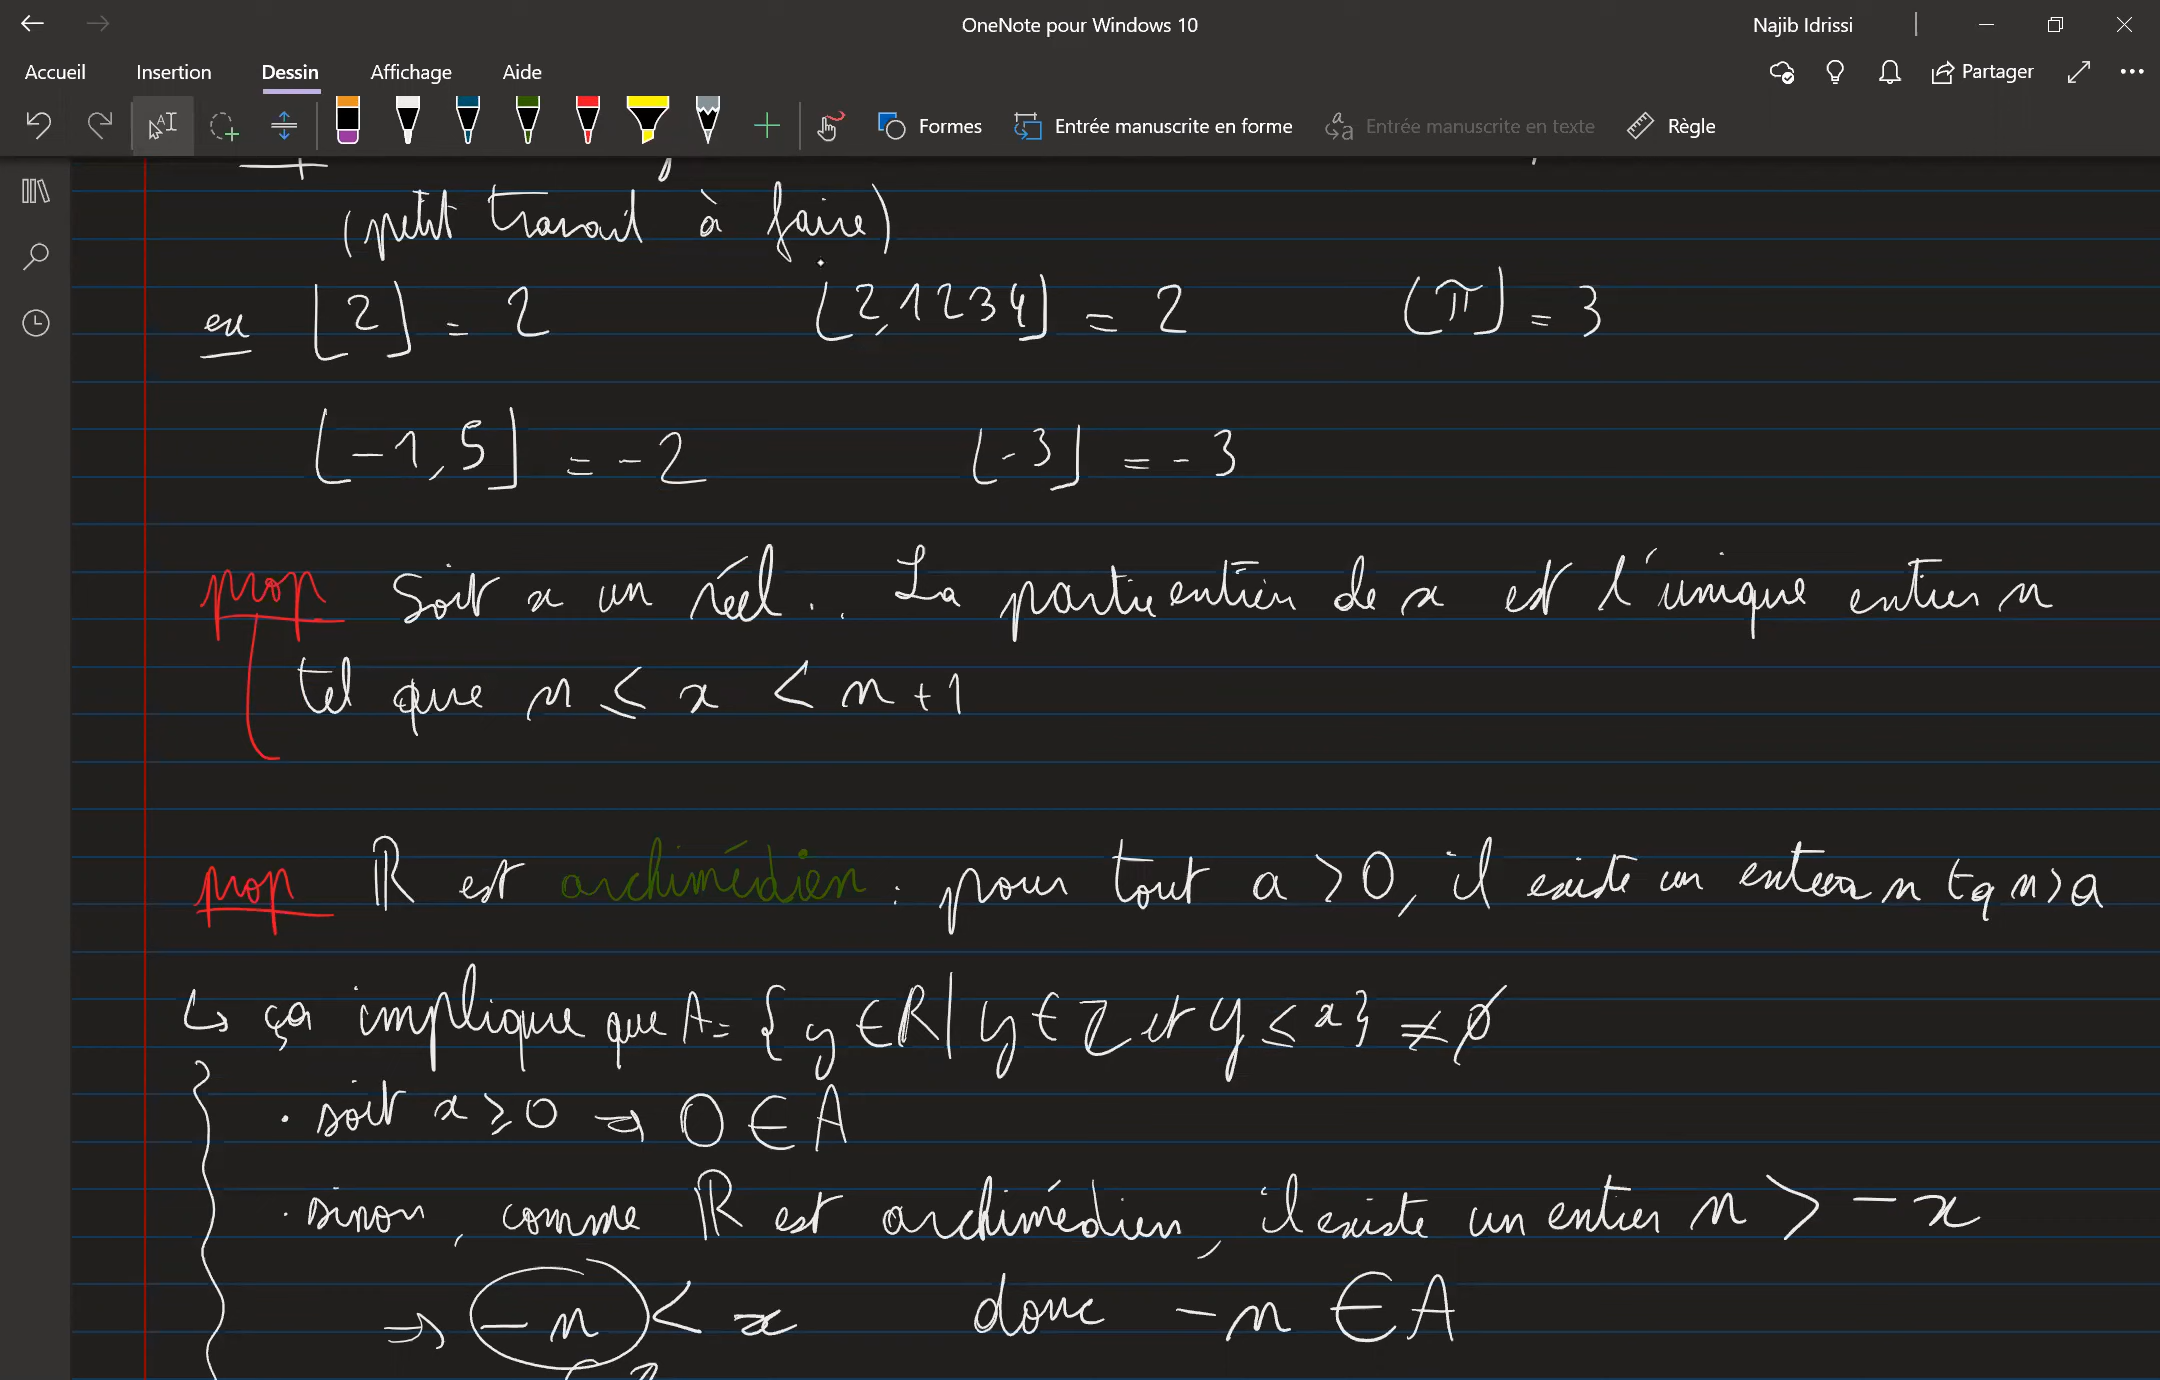 OneNote pour Windows 10
Najib Idrissi
Accueil Insertion Dessin Affichage Aide
Partager
Formes Entrée manuscrite en forme Entrée manuscrite en texte Règle
(petit travail à faire)
ex ⌊2⌋ = 2 ⌊2,1234⌋ = 2 ⌊π⌋ = 3
⌊-1,5⌋ = -2 ⌊-3⌋ = -3
prop Soit x un réel. La partie entière de x est l'unique entier n
tel que n ≤ x < n+1
prop ℝ est archimédien : pour tout a > 0, il existe un entier n tq n > a
↳ ça implique que A = {y ∈ ℝ | y ∈ ℤ et y ≤ x} ≠ ∅
• soit x ≥ 0 → 0 ∈ A
• sinon, comme ℝ est archimédien, il existe un entier n > -x
⇒ -n < x donc -n ∈ A